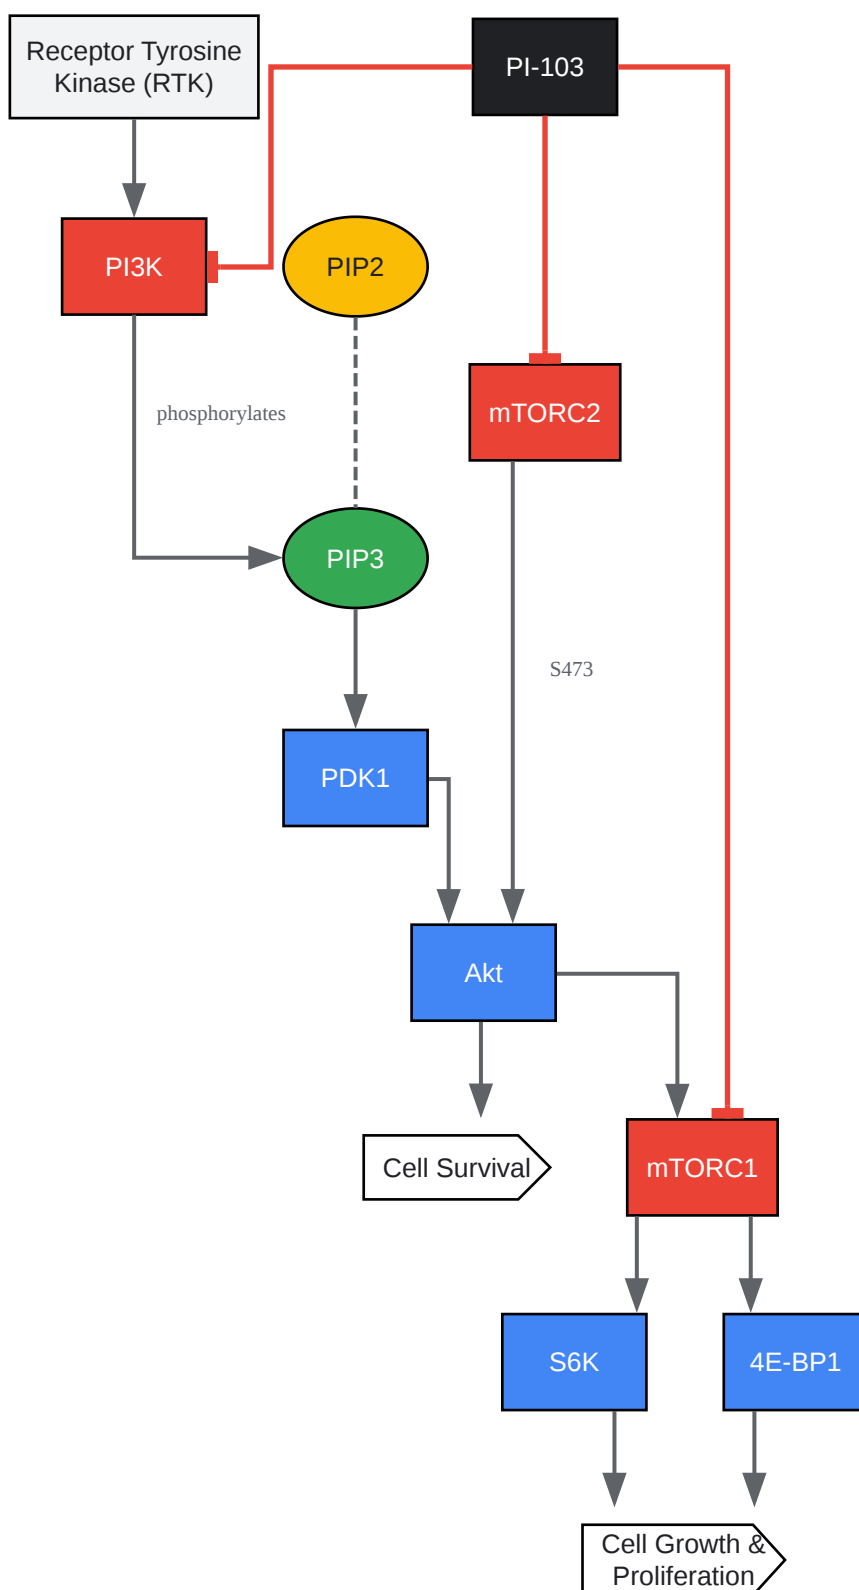 Receptor Tyrosine
Kinase (RTK)
PI-103
PI3K
PIP2
phosphorylates
mTORC2
PIP3
S473
PDK1
Akt
Cell Survival
mTORC1
S6K
4E-BP1
Cell Growth &
Proliferation